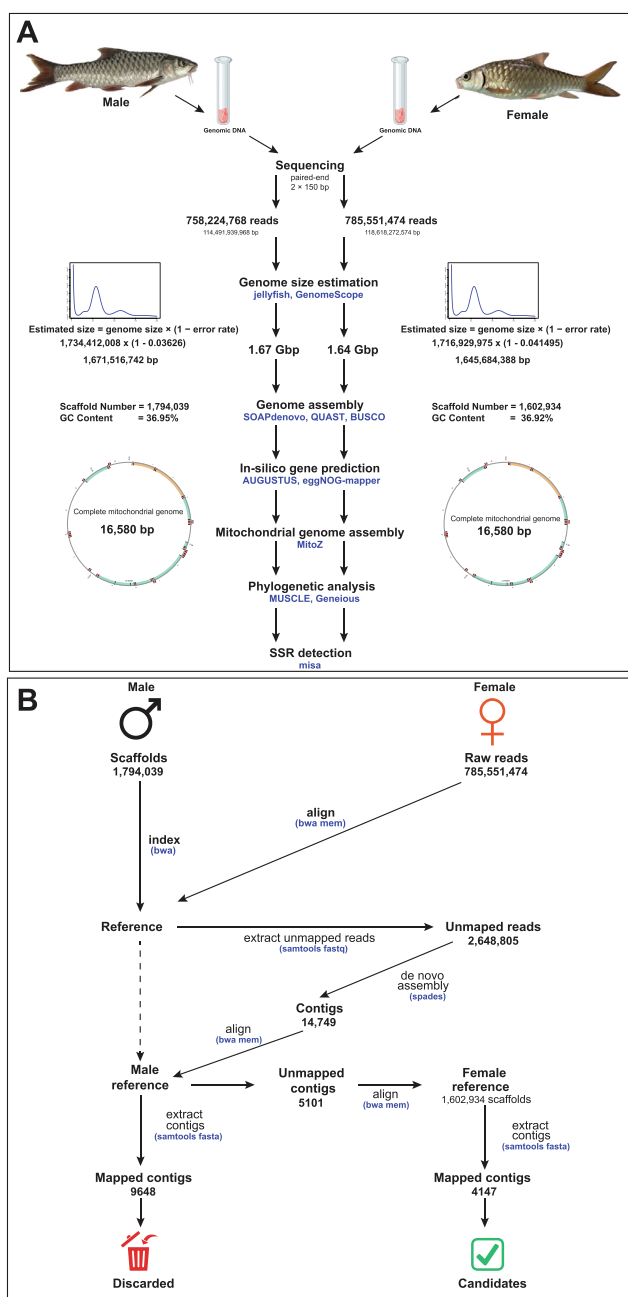 A
Male
Female
Genomic DNA
Genomic DNA
Sequencing
paired-end
2 × 150 bp
758,224,768 reads
114,491,939,968 bp
785,551,474 reads
118,618,272,574 bp
Genome size estimation
jellyfish, GenomeScope
Estimated size = genome size × (1 − error rate)
1,734,412,008 x (1 - 0.03626)
1,671,516,742 bp
Estimated size = genome size × (1 − error rate)
1,716,929,975 x (1 - 0.041495)
1,645,684,388 bp
1.67 Gbp
1.64 Gbp
Genome assembly
SOAPdenovo, QUAST, BUSCO
Scaffold Number = 1,794,039
GC Content = 36.95%
Scaffold Number = 1,602,934
GC Content = 36.92%
In-silico gene prediction
AUGUSTUS, eggNOG-mapper
Complete mitochondrial genome
16,580 bp
Complete mitochondrial genome
16,580 bp
Mitochondrial genome assembly
MitoZ
Phylogenetic analysis
MUSCLE, Geneious
SSR detection
misa
B
Male
Female
Scaffolds
1,794,039
Raw reads
785,551,474
align
(bwa mem)
index
(bwa)
Reference
extract unmapped reads
(samtools fastq)
Unmaped reads
2,648,805
de novo
assembly
(spades)
Contigs
14,749
align
(bwa mem)
Male
reference
Unmapped
contigs
5101
align
(bwa mem)
Female
reference
1,602,934 scaffolds
extract
contigs
(samtools fasta)
extract
contigs
(samtools fasta)
Mapped contigs
9648
Mapped contigs
4147
Discarded
Candidates